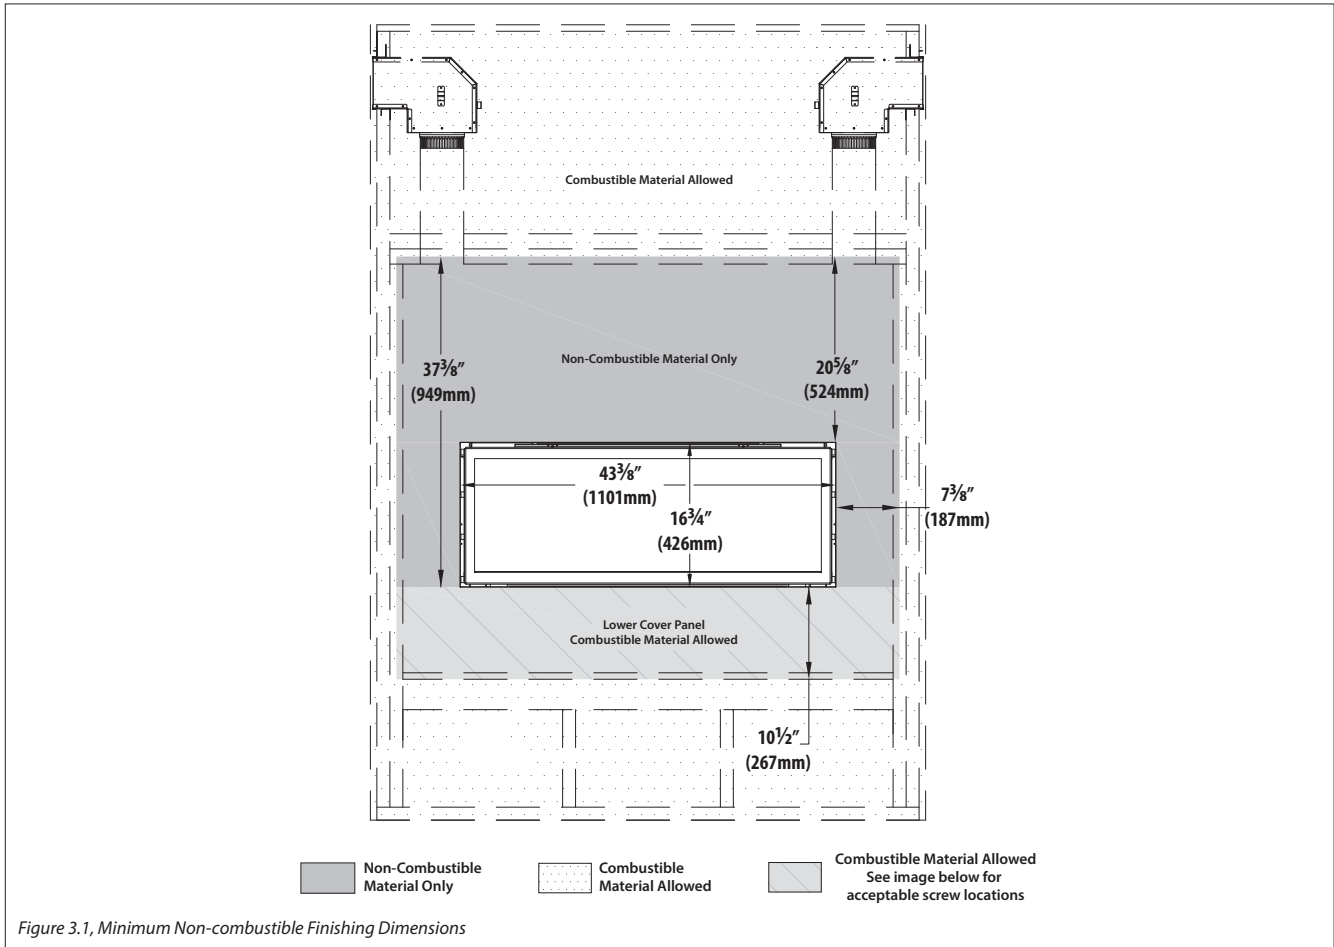 Combustible Material Allowed
Non-Combustible Material Only
37⅜″
(949mm)
20⅝″
(524mm)
43⅜″
(1101mm)
16¾″
(426mm)
7⅜″
(187mm)
Lower Cover Panel
Combustible Material Allowed
10½″
(267mm)
Non-Combustible
Material Only
Combustible
Material Allowed
Combustible Material Allowed
See image below for
acceptable screw locations
Figure 3.1, Minimum Non-combustible Finishing Dimensions